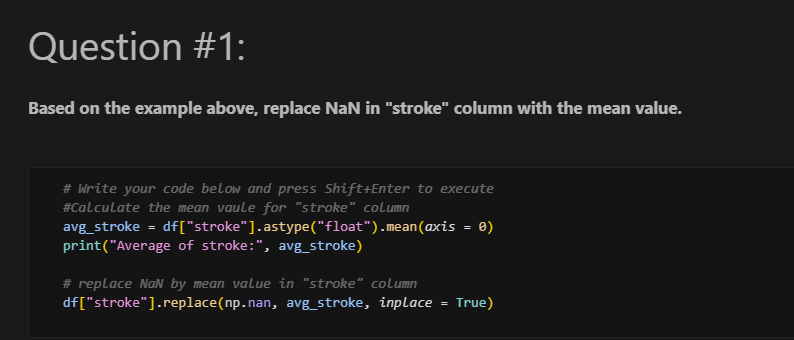 Question #1:
Based on the example above, replace NaN in "stroke" column with the mean value.
# Write your code below and press Shift+Enter to execute
#Calculate the mean vaule for "stroke" column
avg_stroke = df["stroke"].astype("float").mean(axis = 0)
print("Average of stroke:", avg_stroke)
# replace NaN by mean value in "stroke" column
df["stroke"].replace(np.nan, avg_stroke, inplace = True)